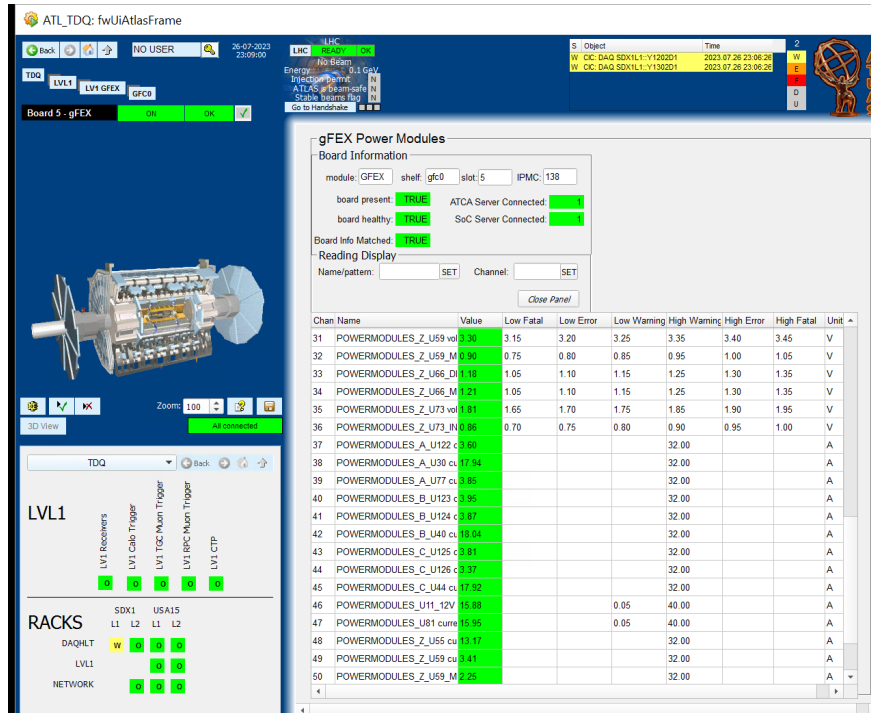 ATL_TDQ: fwUiAtlasFrame
Back NO USER 26-07-2023
23:09:00
LHC
LHC READY OK
No Beam
Energy 0.1 GeV
Injection permit N
ATLAS is beam-safe N
Stable beams flag N
Go to Handshake
S Object Time
W CIC: DAQ SDX1L1::Y1202D1 2023.07.26 23:06:26
W CIC: DAQ SDX1L1::Y1302D1 2023.07.26 23:06:26
2
W
E
F
D
U
TDQ
LVL1
LV1 GFEX
GFC0
Board 5 - gFEX ON OK
gFEX Power Modules
Board Information
module: GFEX shelf: gfc0 slot: 5 IPMC: 138
board present: TRUE ATCA Server Connected: 1
board healthy: TRUE SoC Server Connected: 1
Board Info Matched: TRUE
Reading Display
Name/pattern: SET Channel: SET
Close Panel
Chan Name Value Low Fatal Low Error Low Warning High Warning High Error High Fatal Unit
31 POWERMODULES_Z_U59 vol 3.30 3.15 3.20 3.25 3.35 3.40 3.45 V
32 POWERMODULES_Z_U59_M 0.90 0.75 0.80 0.85 0.95 1.00 1.05 V
33 POWERMODULES_Z_U66_DI 1.18 1.05 1.10 1.15 1.25 1.30 1.35 V
34 POWERMODULES_Z_U66_M 1.21 1.05 1.10 1.15 1.25 1.30 1.35 V
35 POWERMODULES_Z_U73 vol 1.81 1.65 1.70 1.75 1.85 1.90 1.95 V
36 POWERMODULES_Z_U73_IN 0.86 0.70 0.75 0.80 0.90 0.95 1.00 V
37 POWERMODULES_A_U122 c 3.60 32.00 A
38 POWERMODULES_A_U30 cu 17.94 32.00 A
39 POWERMODULES_A_U77 cu 3.85 32.00 A
40 POWERMODULES_B_U123 c 3.95 32.00 A
41 POWERMODULES_B_U124 c 3.87 32.00 A
42 POWERMODULES_B_U40 cu 18.04 32.00 A
43 POWERMODULES_C_U125 c 3.81 32.00 A
44 POWERMODULES_C_U126 c 3.37 32.00 A
45 POWERMODULES_C_U44 cu 17.92 32.00 A
46 POWERMODULES_U11_12V 15.88 0.05 40.00 A
47 POWERMODULES_U81 curre 15.95 0.05 40.00 A
48 POWERMODULES_Z_U55 cu 13.17 32.00 A
49 POWERMODULES_Z_U59 cu 3.41 32.00 A
50 POWERMODULES_Z_U59_M 2.25 32.00 A
Zoom: 100
3D View All connected
TDQ Back
LVL1
LV1 Receivers
LV1 Calo Trigger
LV1 TGC Muon Trigger
LV1 RPC Muon Trigger
LV1 CTP
O O O O O
RACKS
SDX1 USA15
L1 L2 L1 L2
DAQHLT W O O O
LVL1 O O
NETWORK O O O